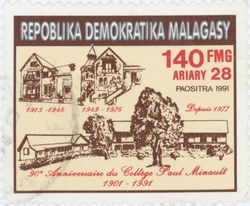 REPOBLIKA DEMOKRATIKA MALAGASY
140 FMG
ARIARY 28
PAOSITRA 1991
1913-1948 1949-1976 Depuis 1977
90e Anniversaire du Collège Paul Minault
1901-1991